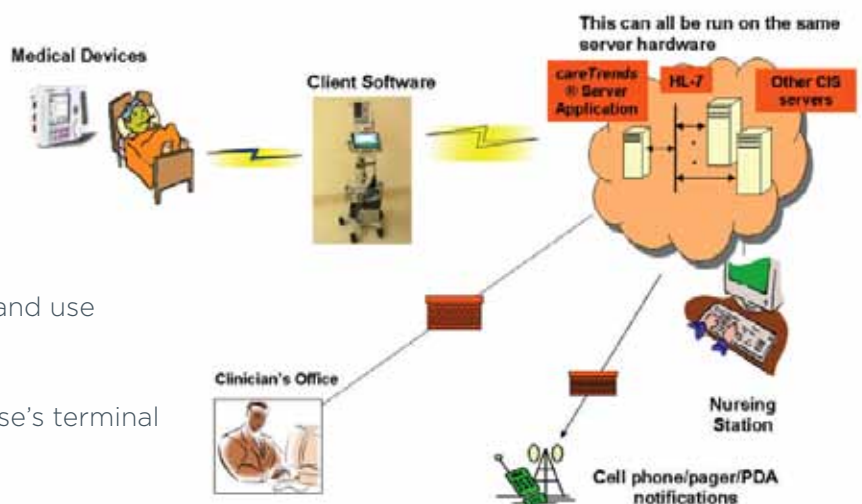 This can all be run on the same
server hardware
Medical Devices
Client Software
careTrends
® Server
Application
HL-7
Other CIS
servers
and use
se's terminal
Clinician's Office
Nursing
Station
Cell phone/pager/PDA
notifications